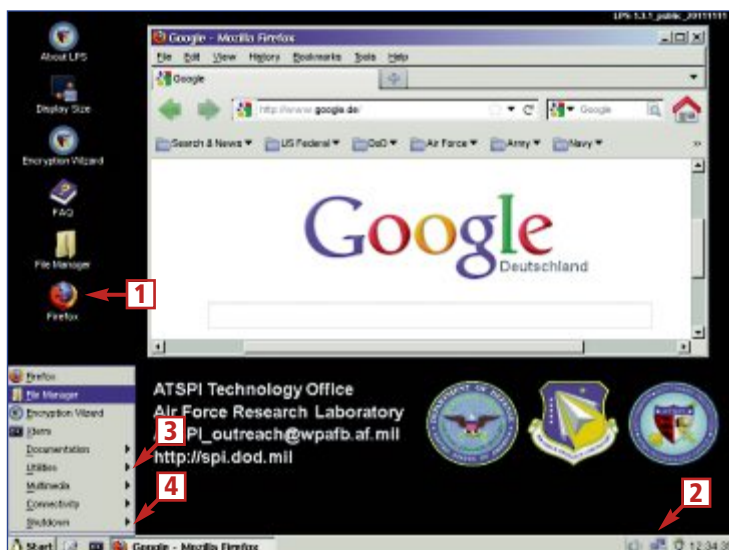 LPS-1.3.1_public_20111111
About LPS
Display Size
Encryption Wizard
FAQ
File Manager
Firefox
1
Google - Mozilla Firefox
File Edit View History Bookmarks Tools Help
Google
http://www.google.de/
Google
Search & News
US Federal
DoD
Air Force
Army
Navy
»
Google
Deutschland
Firefox
File Manager
Encryption Wizard
Documentation
Utilities
Multimedia
Connectivity
Shutdown
3
4
ATSPI Technology Office
Air Force Research Laboratory
PI_outreach@wpafb.af.mil
http://spi.dod.mil
2
Start
Google - Mozilla Firefox
12:34:3